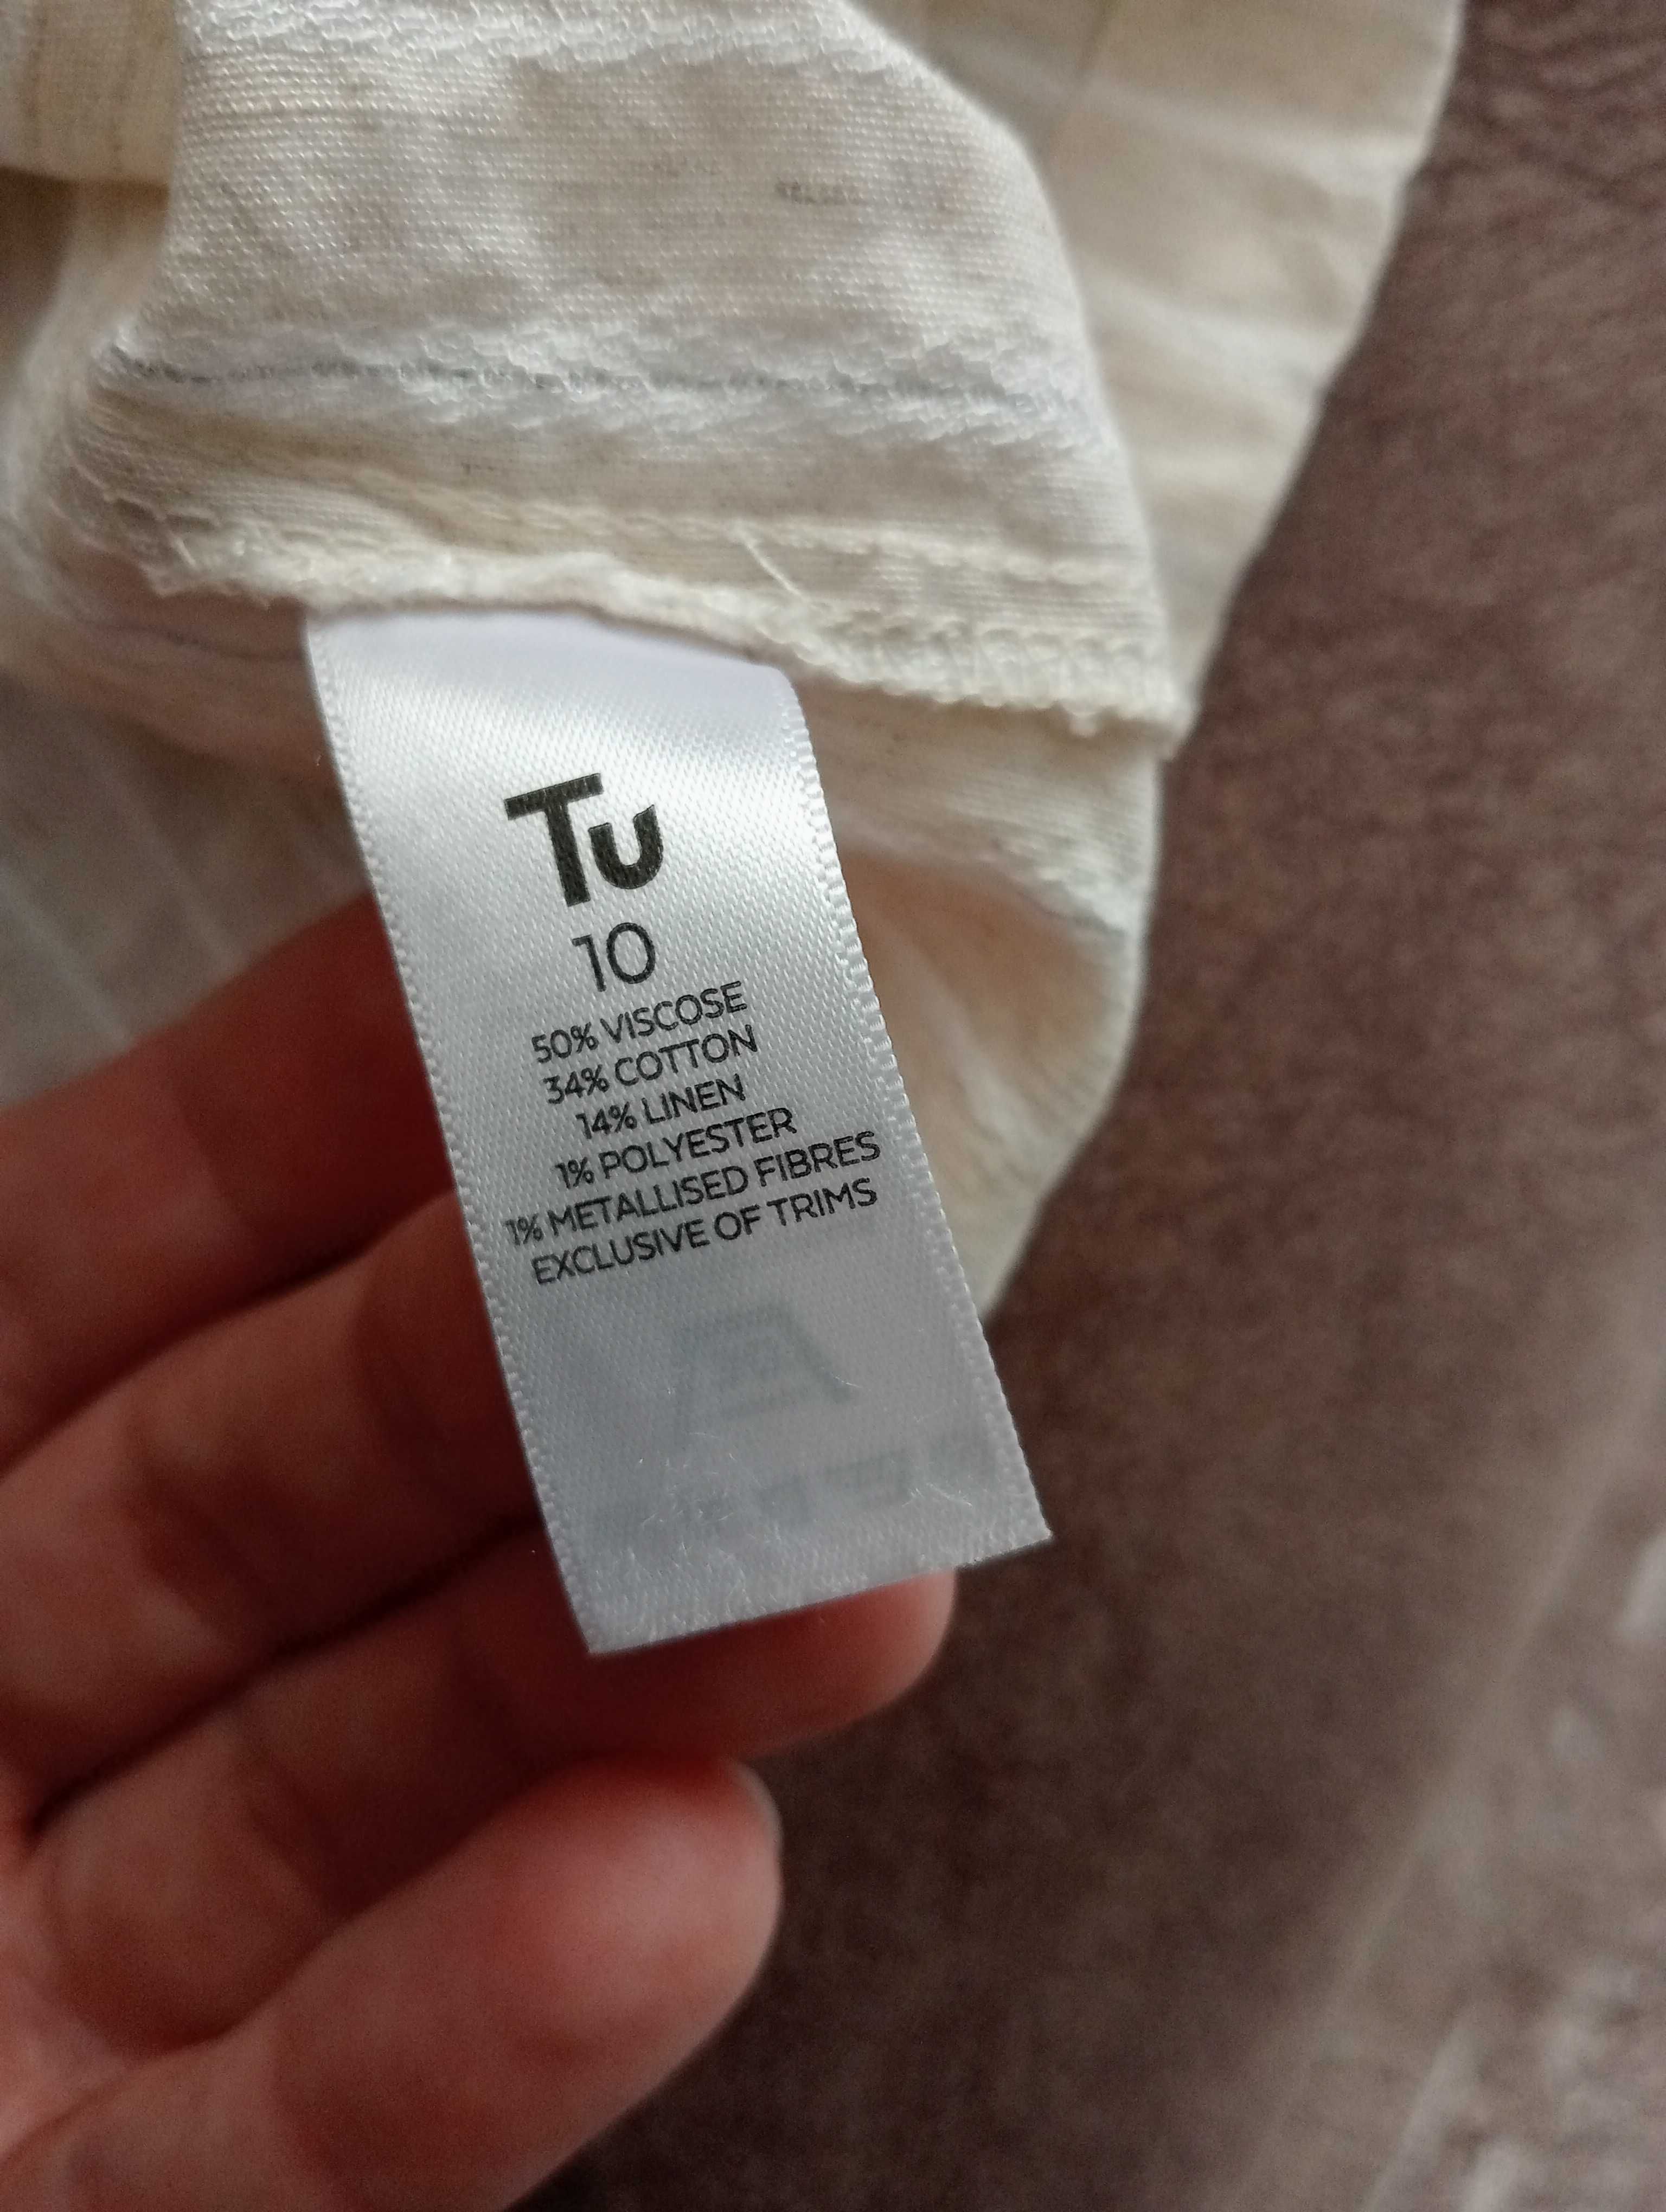 Tu
10
50% VISCOSE
34% COTTON
14% LINEN
1% POLYESTER
1% METALLISED FIBRES
EXCLUSIVE OF TRIMS